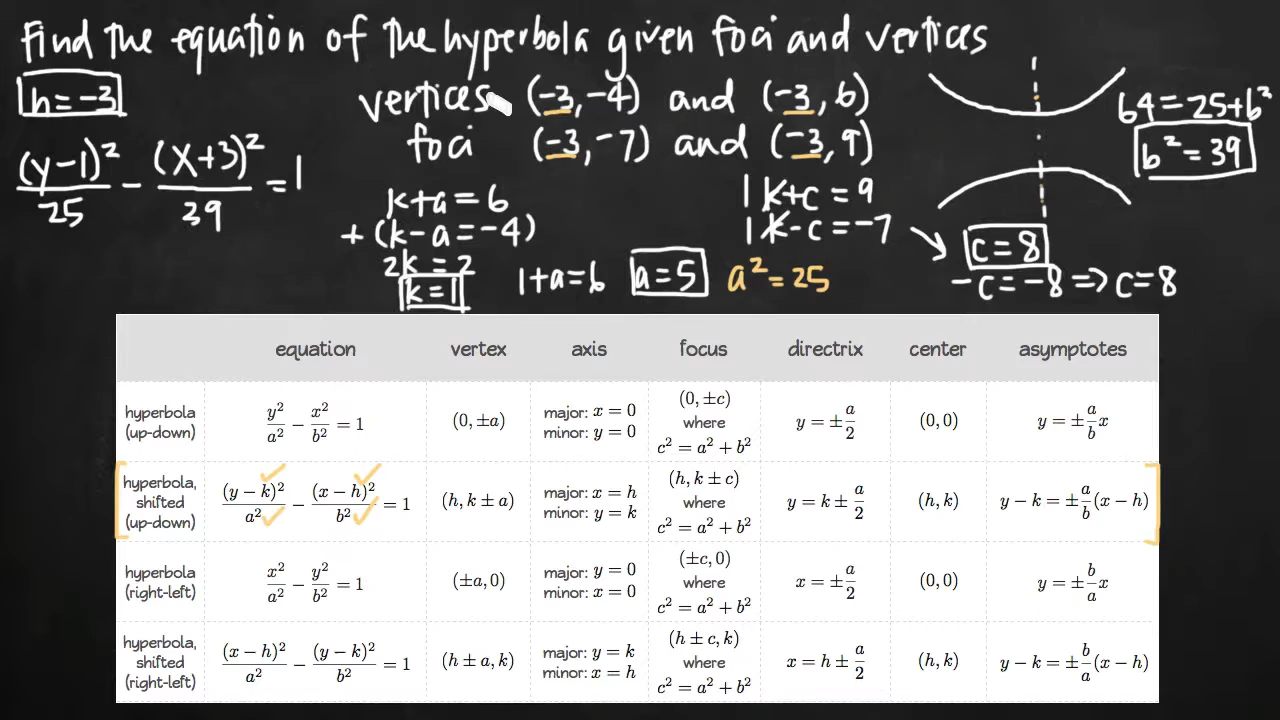 Find the equation of the hyperbola given foci and vertices
h = -3
vertices (-3, -4) and (-3, 6)
foci (-3, -7) and (-3, 9)
64 = 25 + b²
b² = 39
(y-1)²/25 - (x+3)²/39 = 1
k+a = 6
+ (k-a = -4)
2k = 2
k = 1
1+a = 6
a = 5
a² = 25
1 k+c = 9
1 k-c = -7
c = 8
-c = -8 ⇒ c = 8
equation vertex axis focus directrix center asymptotes
hyperbola (up-down) y²/a² - x²/b² = 1 (0, ±a) major: x = 0 minor: y = 0 (0, ±c) where c² = a² + b² y = ± a/2 (0, 0) y = ± a/b x
hyperbola, shifted (up-down) (y - k)²/a² - (x - h)²/b² = 1 (h, k ± a) major: x = h minor: y = k (h, k ± c) where c² = a² + b² y = k ± a/2 (h, k) y - k = ± a/b (x - h)
hyperbola (right-left) x²/a² - y²/b² = 1 (±a, 0) major: y = 0 minor: x = 0 (±c, 0) where c² = a² + b² x = ± a/2 (0, 0) y = ± b/a x
hyperbola, shifted (right-left) (x - h)²/a² - (y - k)²/b² = 1 (h ± a, k) major: y = k minor: x = h (h ± c, k) where c² = a² + b² x = h ± a/2 (h, k) y - k = ± b/a (x - h)